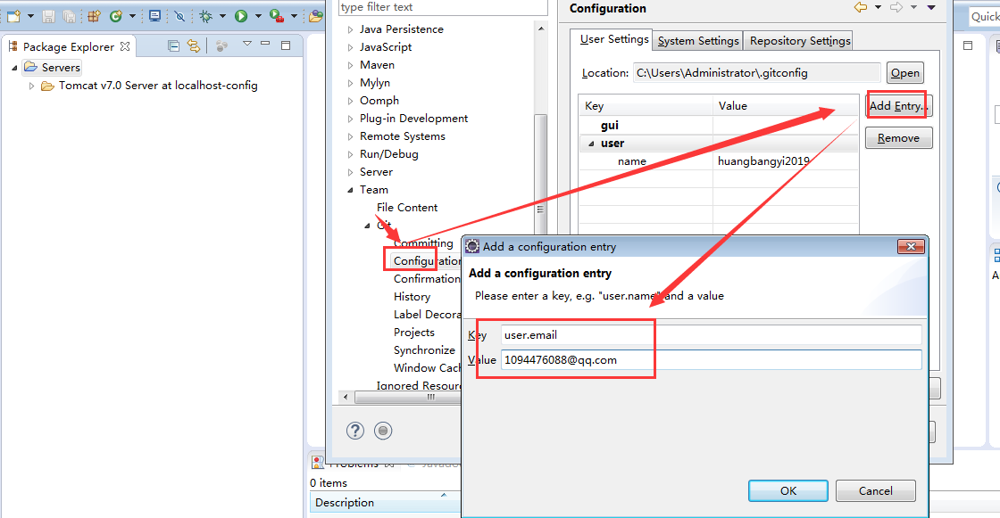 Quick
Package Explorer
Servers
Tomcat v7.0 Server at localhost-config
type filter text
Java Persistence
JavaScript
Maven
Mylyn
Oomph
Plug-in Development
Remote Systems
Run/Debug
Server
Team
File Content
Git
Committing
Configuration
Confirmation
History
Label Decora
Projects
Synchronize
Window Cach
Ignored Resour
Configuration
User Settings
System Settings
Repository Settings
Location: C:\Users\Administrator\.gitconfig Open
Key Value
Add Entry...
gui
user
Remove
name huangbangyi2019
Add a configuration entry
Add a configuration entry
Please enter a key, e.g. "user.name" and a value
Key user.email
Value 1094476088@qq.com
OK Cancel
Problems Javado
0 items
Description